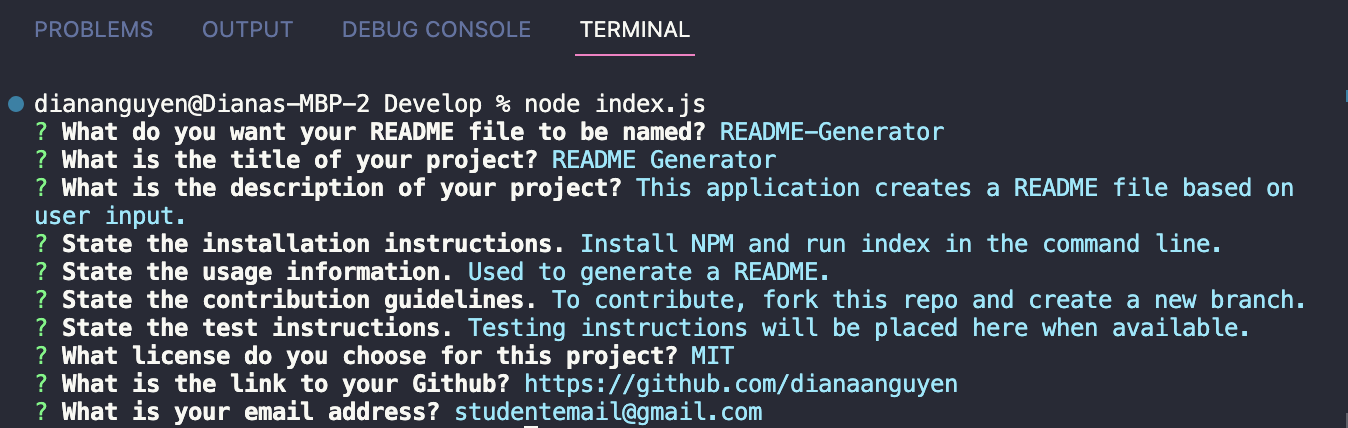 PROBLEMS OUTPUT DEBUG CONSOLE TERMINAL
diananguyen@Dianas-MBP-2 Develop % node index.js
? What do you want your README file to be named? README-Generator
? What is the title of your project? README Generator
? What is the description of your project? This application creates a README file based on
user input.
? State the installation instructions. Install NPM and run index in the command line.
? State the usage information. Used to generate a README.
? State the contribution guidelines. To contribute, fork this repo and create a new branch.
? State the test instructions. Testing instructions will be placed here when available.
? What license do you choose for this project? MIT
? What is the link to your Github? https://github.com/dianaanguyen
? What is your email address? studentemail@gmail.com